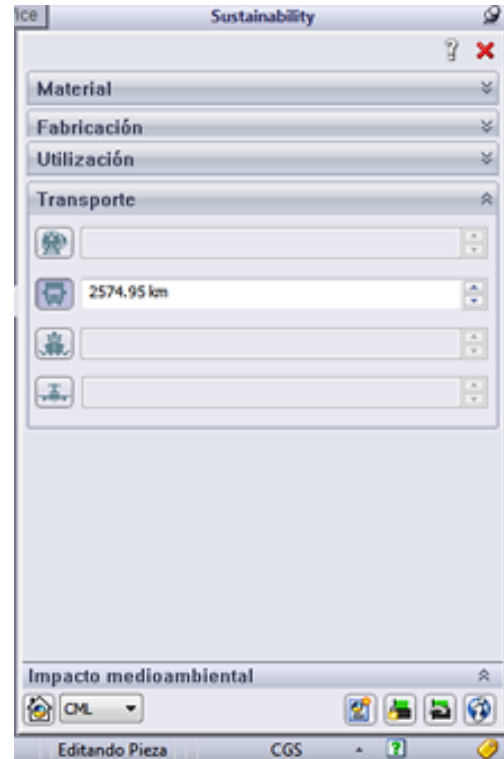 ice Sustainability
Material
Fabricación
Utilización
Transporte
2574.95 km
Impacto medioambiental
CML
Editando Pieza CGS